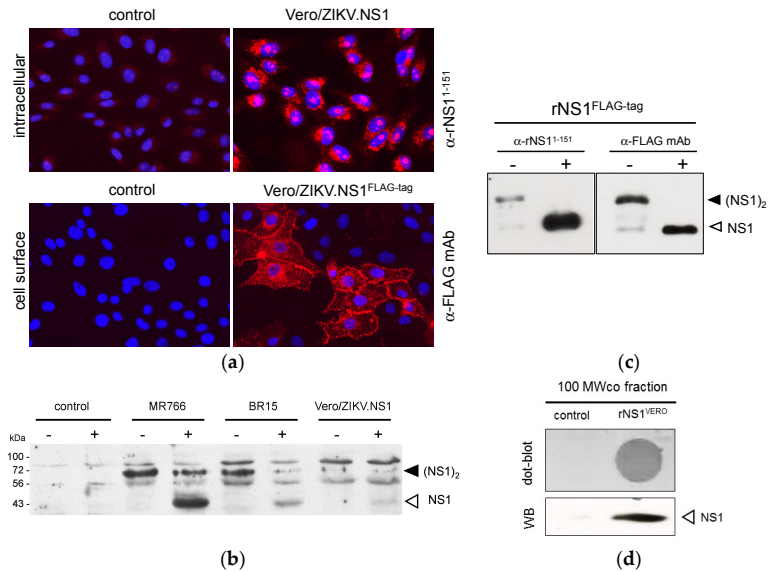 control Vero/ZIKV.NS1
intrracellular
α-rNS1¹⁻¹⁵¹
control Vero/ZIKV.NS1ᶠᴸᴬᴳ⁻ᵗᵃᵍ
cell surface
α-FLAG mAb
(a)
rNS1ᶠᴸᴬᴳ⁻ᵗᵃᵍ
α-rNS1¹⁻¹⁵¹ α-FLAG mAb
- + - +
(NS1)₂
NS1
(c)
control MR766 BR15 Vero/ZIKV.NS1
kDa - + - + - + - +
100 -
72 -
56 -
43 -
(NS1)₂
NS1
(b)
100 MWco fraction
control rNS1ⱽᴱᴿᴼ
dot-blot
WB
NS1
(d)